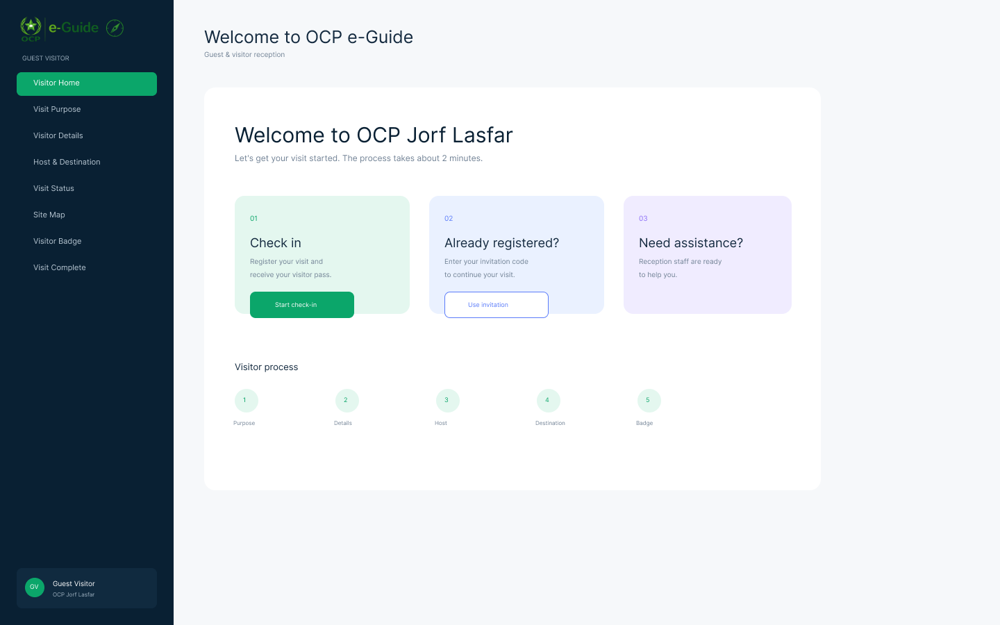 OCP
e-Guide
GUEST VISITOR
Visitor Home
Visit Purpose
Visitor Details
Host & Destination
Visit Status
Site Map
Visitor Badge
Visit Complete
GV
Guest Visitor
OCP Jorf Lasfar
Welcome to OCP e-Guide
Guest & visitor reception
Welcome to OCP Jorf Lasfar
Let's get your visit started. The process takes about 2 minutes.
01
Check in
Register your visit and
receive your visitor pass.
Start check-in
02
Already registered?
Enter your invitation code
to continue your visit.
Use invitation
03
Need assistance?
Reception staff are ready
to help you.
Visitor process
1
Purpose
2
Details
3
Host
4
Destination
5
Badge